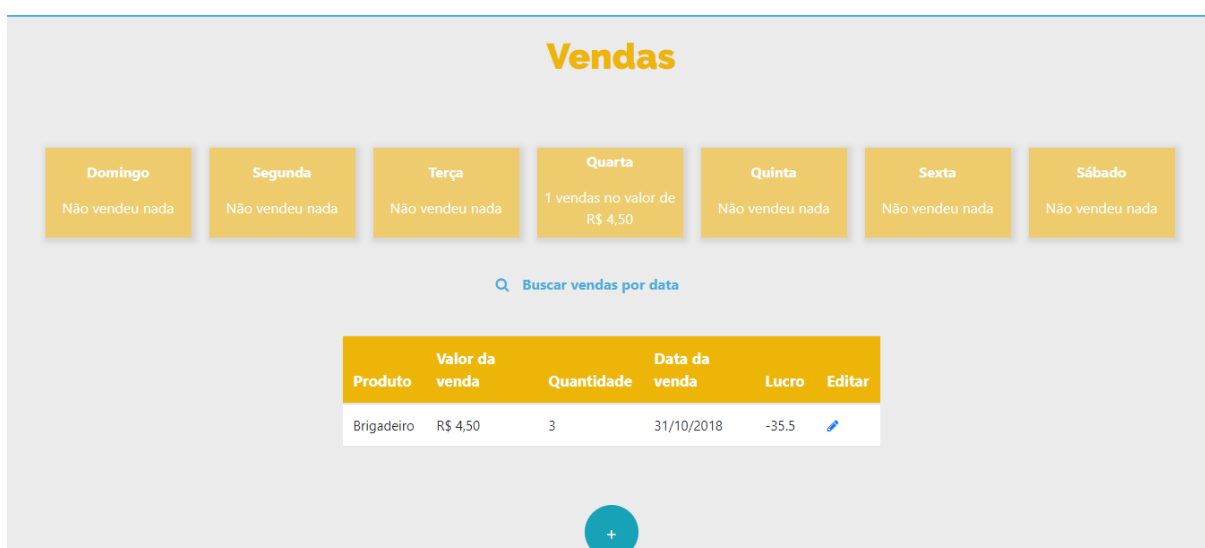 Vendas
Domingo
Não vendeu nada
Segunda
Não vendeu nada
Terça
Não vendeu nada
Quarta
1 vendas no valor de
R$ 4,50
Quinta
Não vendeu nada
Sexta
Não vendeu nada
Sábado
Não vendeu nada
Buscar vendas por data
Produto Valor da venda Quantidade Data da venda Lucro Editar
Brigadeiro R$ 4,50 3 31/10/2018 -35.5
+